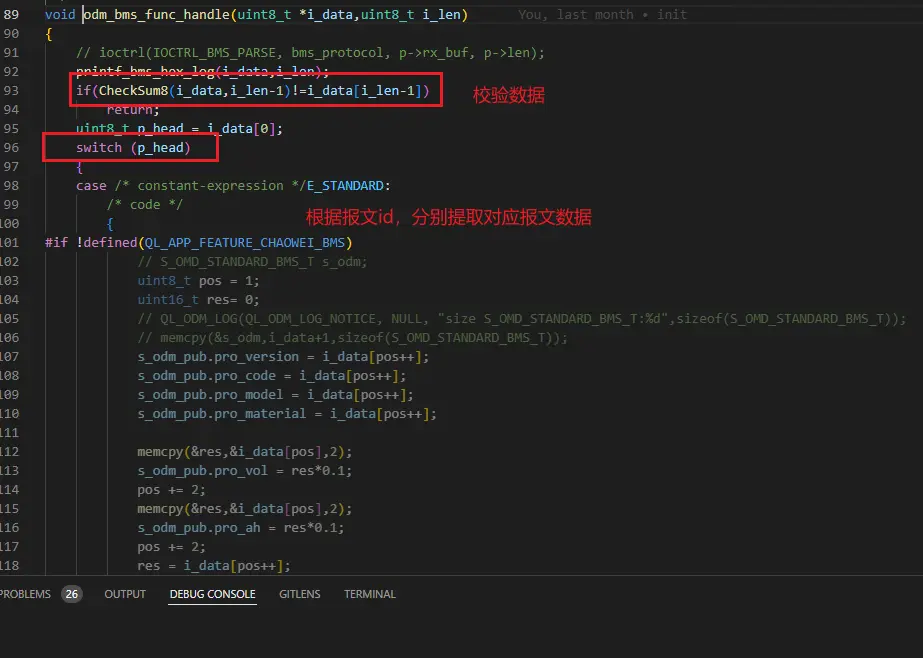 89 void odm_bms_func_handle(uint8_t *i_data,uint8_t i_len) You, last month • init
90 {
91 // ioctrl(IOCTRL_BMS_PARSE, bms_protocol, p->rx_buf, p->len);
92 printf_bms_hex_log(i_data,i_len);
93 if(CheckSum8(i_data,i_len-1)!=i_data[i_len-1]) 校验数据
94 return;
95 uint8_t p_head = i_data[0];
96 switch (p_head)
97 {
98 case /* constant-expression */E_STANDARD:
99 /* code */
100 { 根据报文id，分别提取对应报文数据
101 #if !defined(QL_APP_FEATURE_CHAOWEI_BMS)
102 // S_OMD_STANDARD_BMS_T s_odm;
103 uint8_t pos = 1;
104 uint16_t res= 0;
105 // QL_ODM_LOG(QL_ODM_LOG_NOTICE, NULL, "size S_OMD_STANDARD_BMS_T:%d",sizeof(S_OMD_STANDARD_BMS_T));
106 // memcpy(&s_odm,i_data+1,sizeof(S_OMD_STANDARD_BMS_T));
107 s_odm_pub.pro_version = i_data[pos++];
108 s_odm_pub.pro_code = i_data[pos++];
109 s_odm_pub.pro_model = i_data[pos++];
110 s_odm_pub.pro_material = i_data[pos++];
111
112 memcpy(&res,&i_data[pos],2);
113 s_odm_pub.pro_vol = res*0.1;
114 pos += 2;
115 memcpy(&res,&i_data[pos],2);
116 s_odm_pub.pro_ah = res*0.1;
117 pos += 2;
118 res = i_data[pos++];
PROBLEMS 26 OUTPUT DEBUG CONSOLE GITLENS TERMINAL